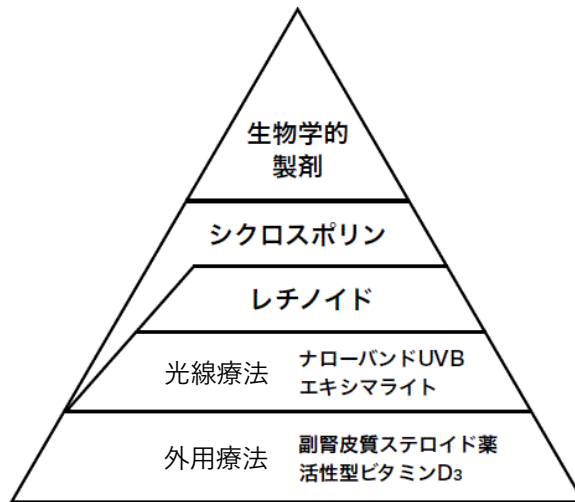 生物学的
製剤
シクロスポリン
レチノイド
光線療法
ナローバンドUVB
エキシマライト
外用療法
副腎皮質ステロイド薬
活性型ビタミンD3